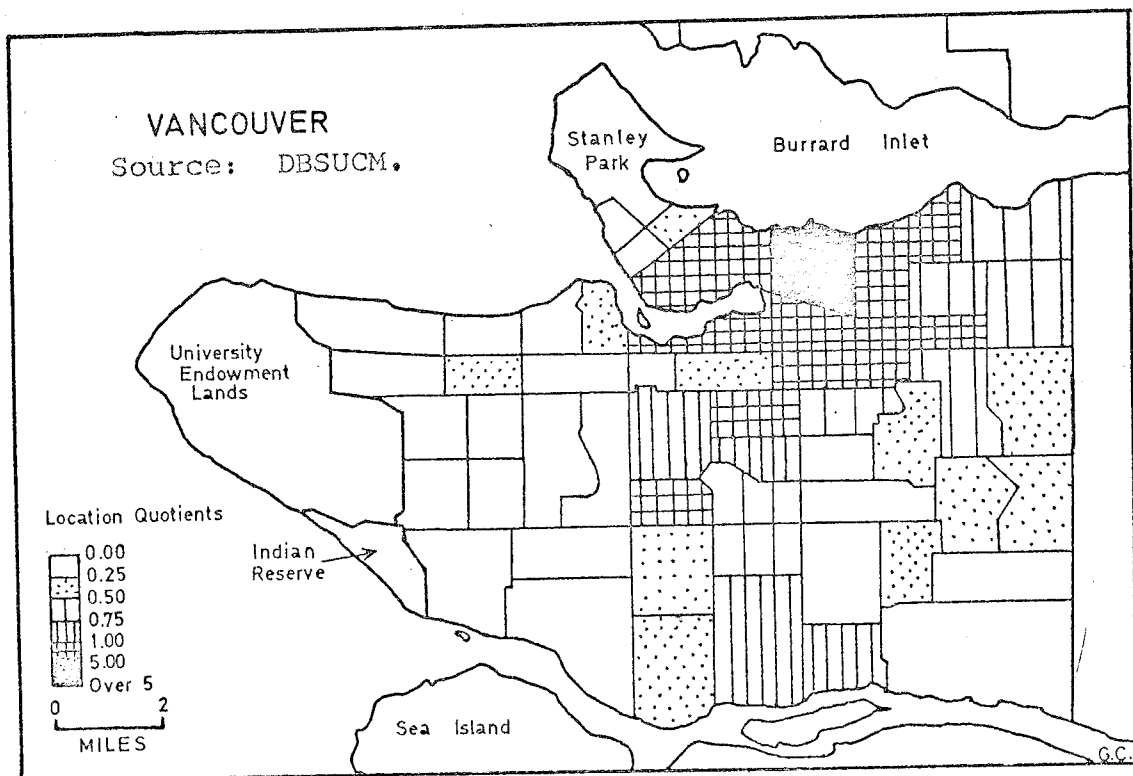 VANCOUVER
Source: DBSUCM.
Stanley
Park
Burrard Inlet
University
Endowment
Lands
Location Quotients
0.00
0.25
0.50
0.75
1.00
5.00
Over 5
Indian
Reserve
0 2
MILES
Sea Island
G.C.